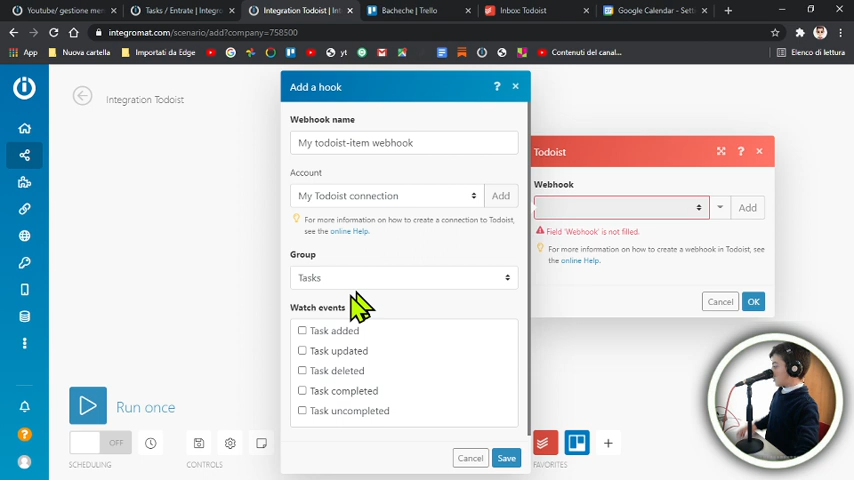 Youtube/ gestione me
Tasks / Entrate | Integro
Integration Todoist | In
Bacheche | Trello
Inbox: Todoist
Google Calendar - Sett
integromat.com/scenario/add?company=758500
App
Nuova cartella
Importati da Edge
yt
Contenuti del canal...
Elenco di lettura
Integration Todoist
Add a hook
Webhook name
My todoist-item webhook
Account
My Todoist connection
Add
For more information on how to create a connection to Todoist,
see the online Help.
Group
Tasks
Watch events
Task added
Task updated
Task deleted
Task completed
Task uncompleted
Cancel
Save
Todoist
Webhook
Add
Field 'Webhook' is not filled.
For more information on how to create a webhook in Todoist, see
the online Help.
Cancel
OK
Run once
OFF
SCHEDULING
CONTROLS
FAVORITES